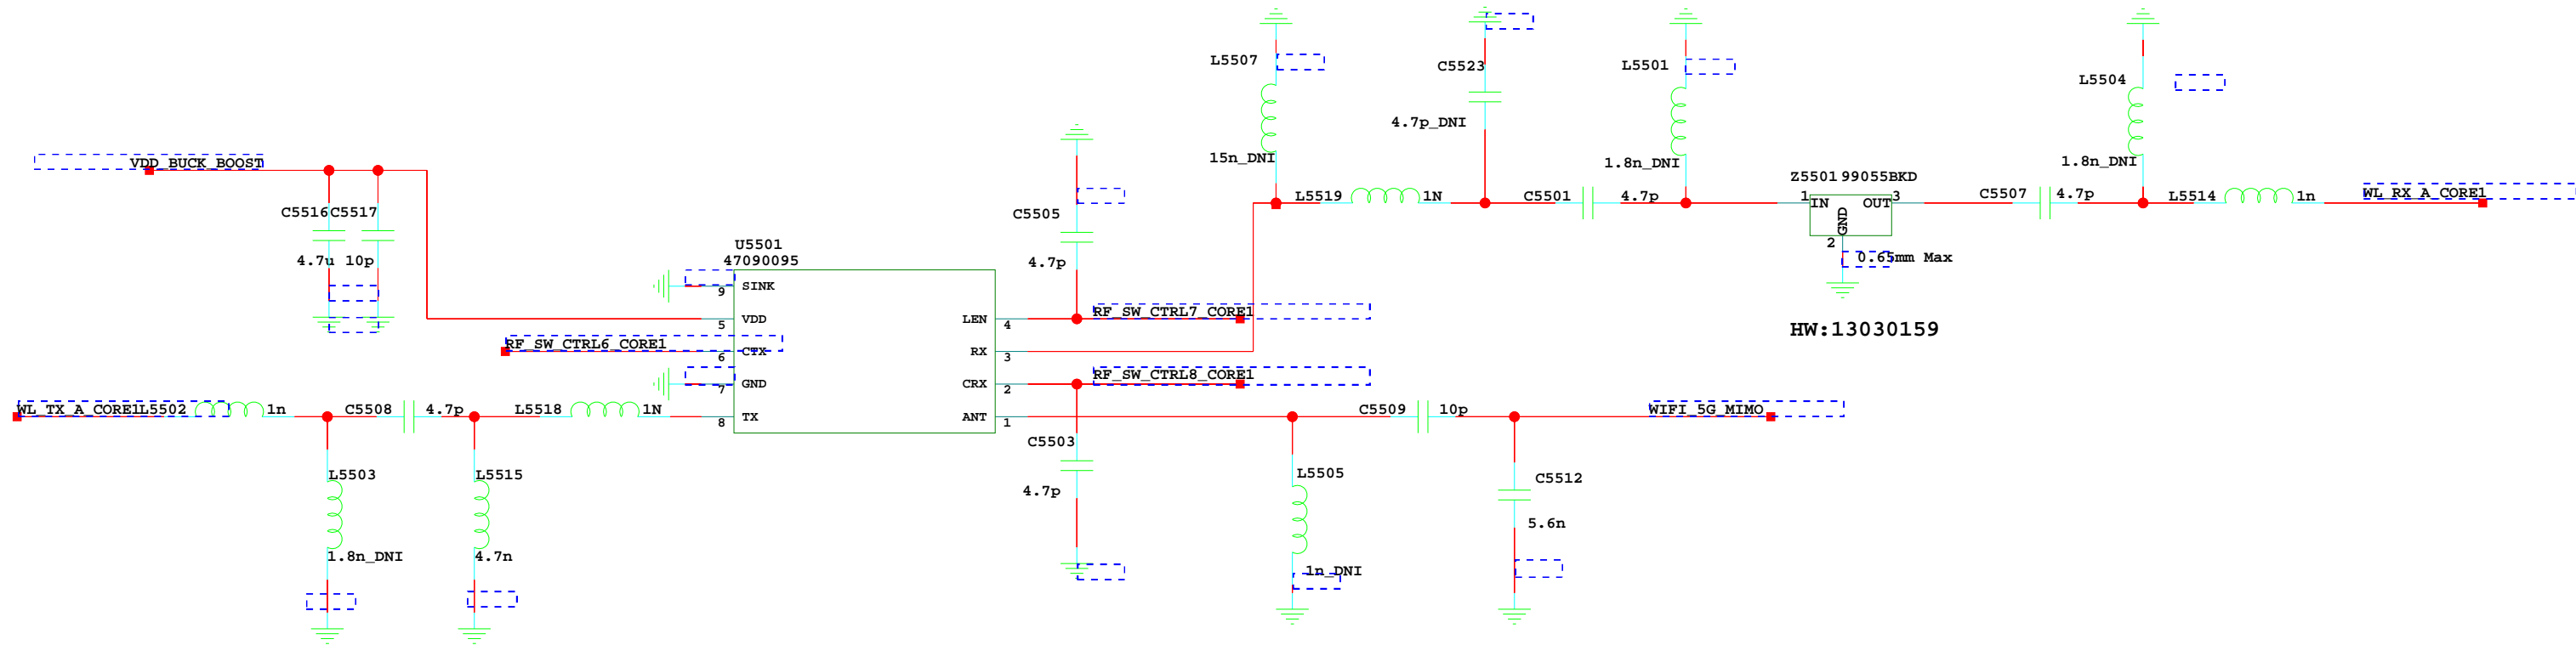 L5507
C5523
L5501
L5504
4.7p_DNI
15n_DNI
1.8n_DNI
1.8n_DNI
VDD_BUCK_BOOST
Z5501 99055BKD
L5519 1N
C5501 4.7p
1 IN OUT 3
GND
2
C5507 4.7p
L5514 1n
WL_RX_A_CORE1
0.65mm Max
HW:13030159
C5516 C5517
4.7u 10p
C5505
4.7p
U5501
47090095
9 SINK
5 VDD
6 CTX
7 GND
8 TX
LEN 4
RX 3
CRX 2
ANT 1
RF_SW_CTRL7_CORE1
RF_SW_CTRL6_CORE1
RF_SW_CTRL8_CORE1
WL_TX_A_CORE1 L5502 1n
C5508 4.7p
L5518 1N
C5509 10p
WIFI_5G_MIMO
C5503
4.7p
L5503
1.8n_DNI
L5515
4.7n
L5505
1n_DNI
C5512
5.6n